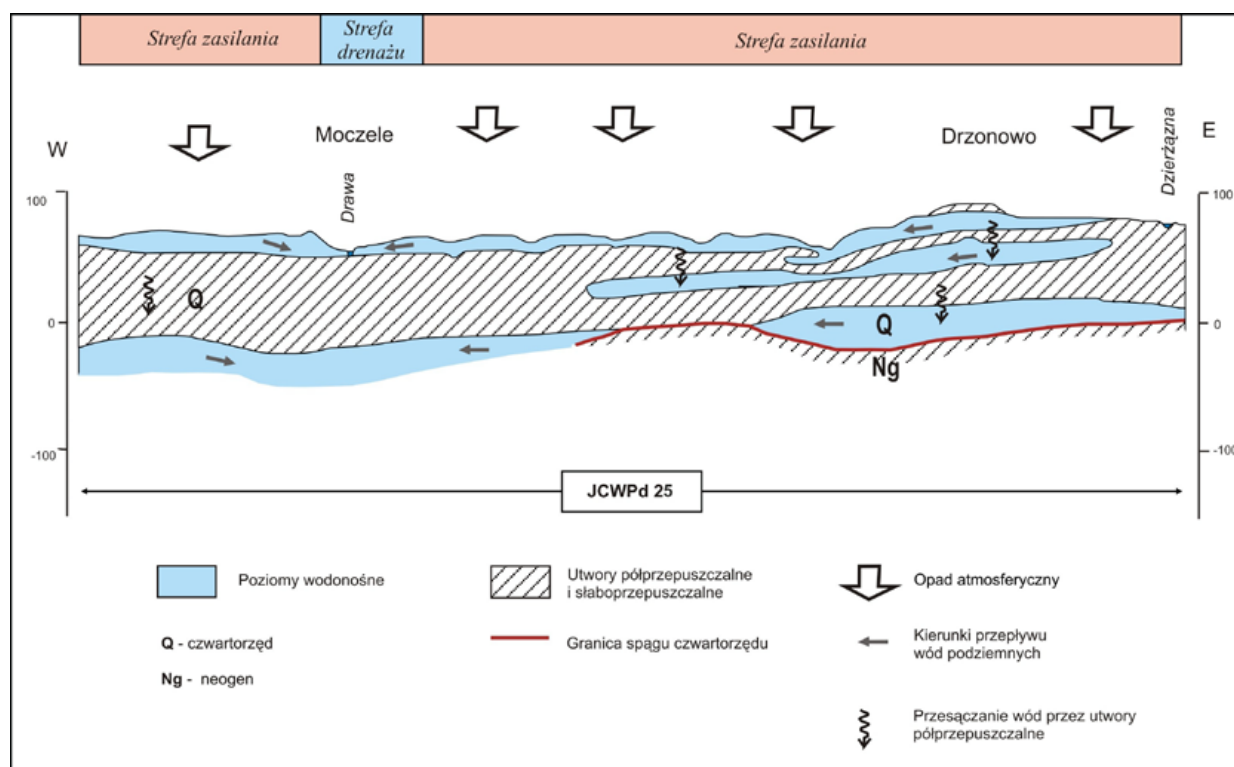 Strefa zasilania
Strefa
drenażu
Strefa zasilania
Moczele
Drzonowo
W
E
Drawa
Dzierżązna
100
100
Q
0
0
Q
Ng
-100
-100
JCWPd 25
Poziomy wodonośne
Utwory półprzepuszczalne
i słaboprzepuszczalne
Opad atmosferyczny
Q - czwartorzęd
Granica spągu czwartorzędu
Kierunki przepływu
wód podziemnych
Ng - neogen
Przesączanie wód przez utwory
półprzepuszczalne